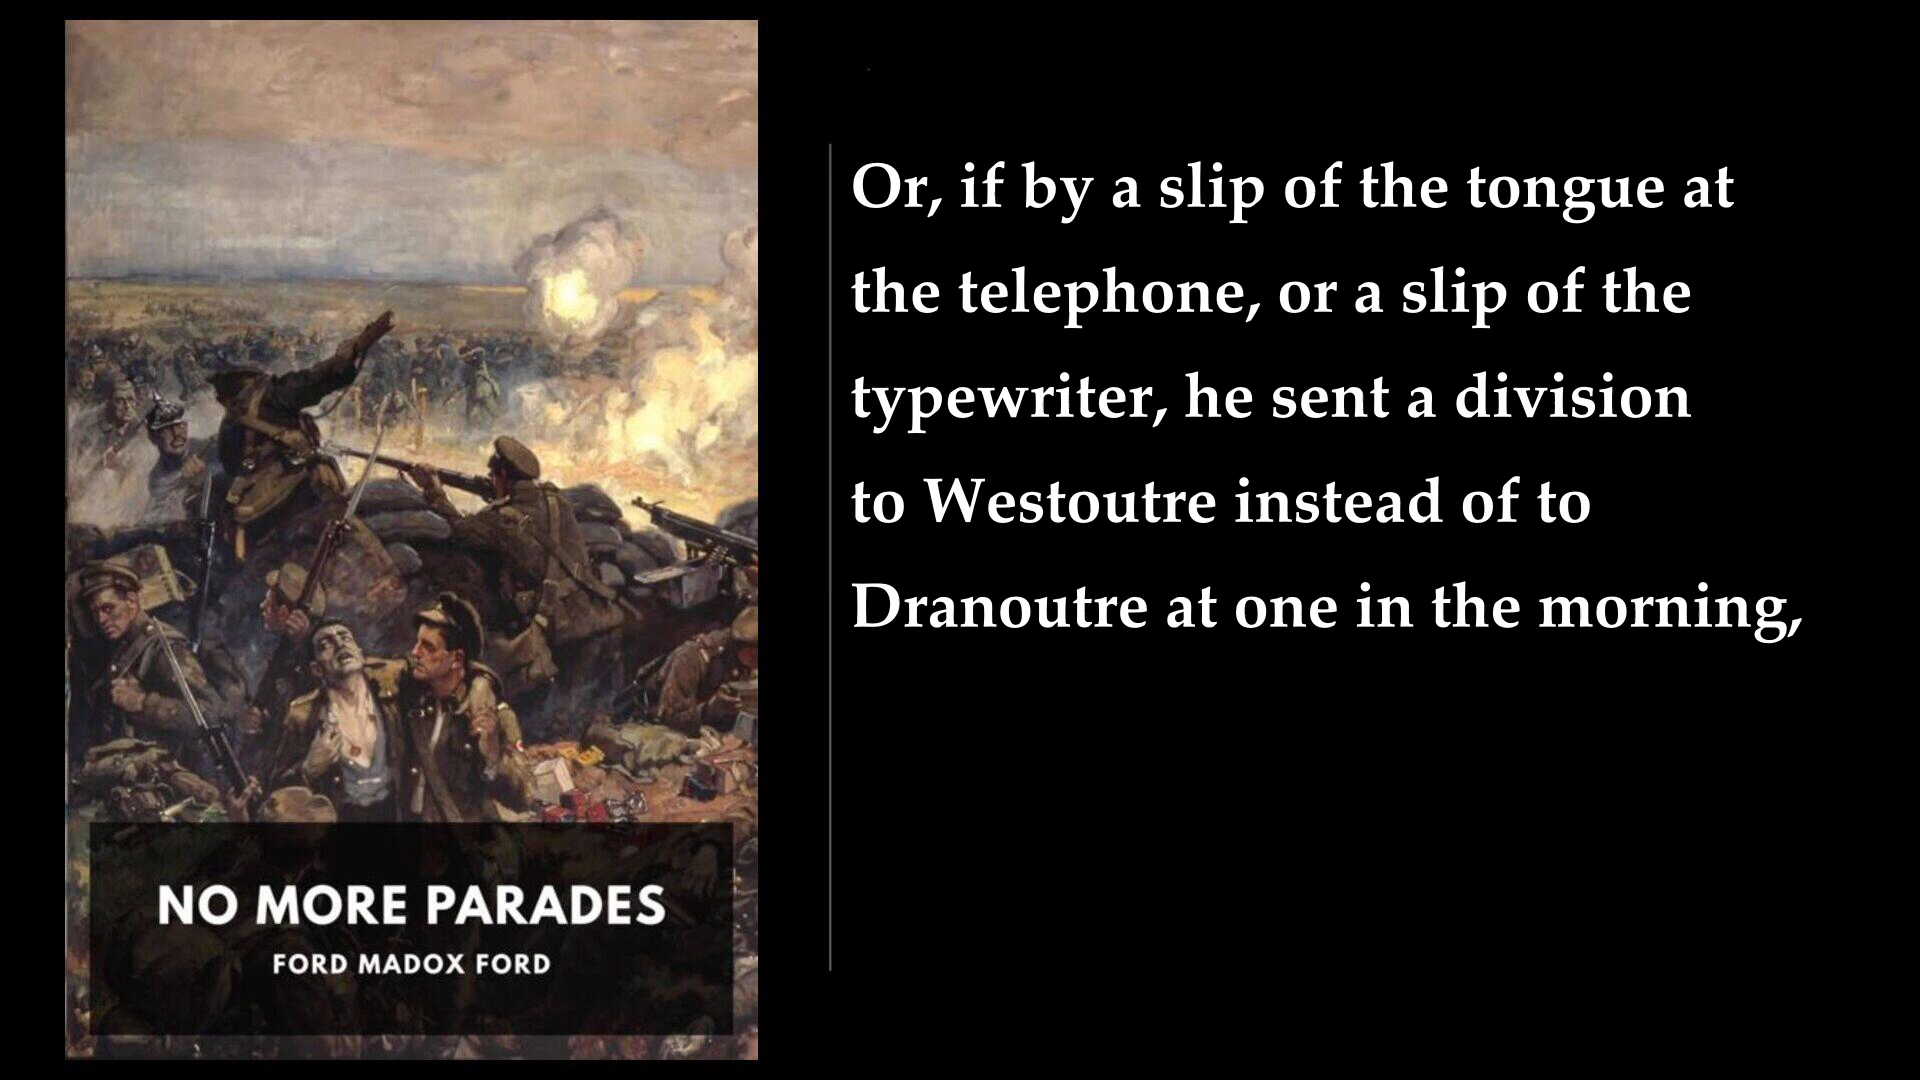 Or, if by a slip of the tongue at
the telephone, or a slip of the
typewriter, he sent a division
to Westoutre instead of to
Dranoutre at one in the morning,
NO MORE PARADES
FORD MADOX FORD